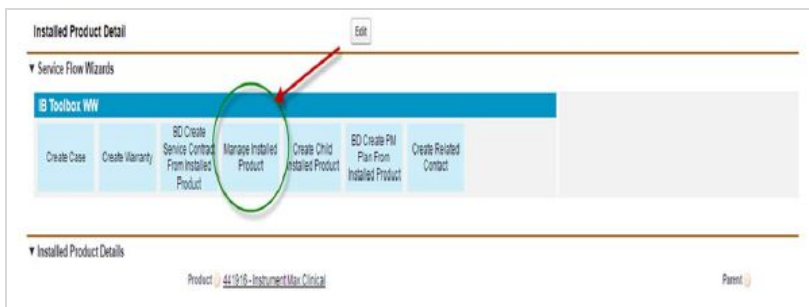 Installed Product Detail
Edit
▼ Service Flow Wizards
IB Toolbox WW
Create Case
Create Warranty
BD Create
Service Contract
From Installed
Product
Manage Installed
Product
Create Child
Installed Product
BD Create PM
Plan From
Installed Product
Create Related
Contact
▼ Installed Product Details
Product 441916 - Instrument Max Clinical
Parent